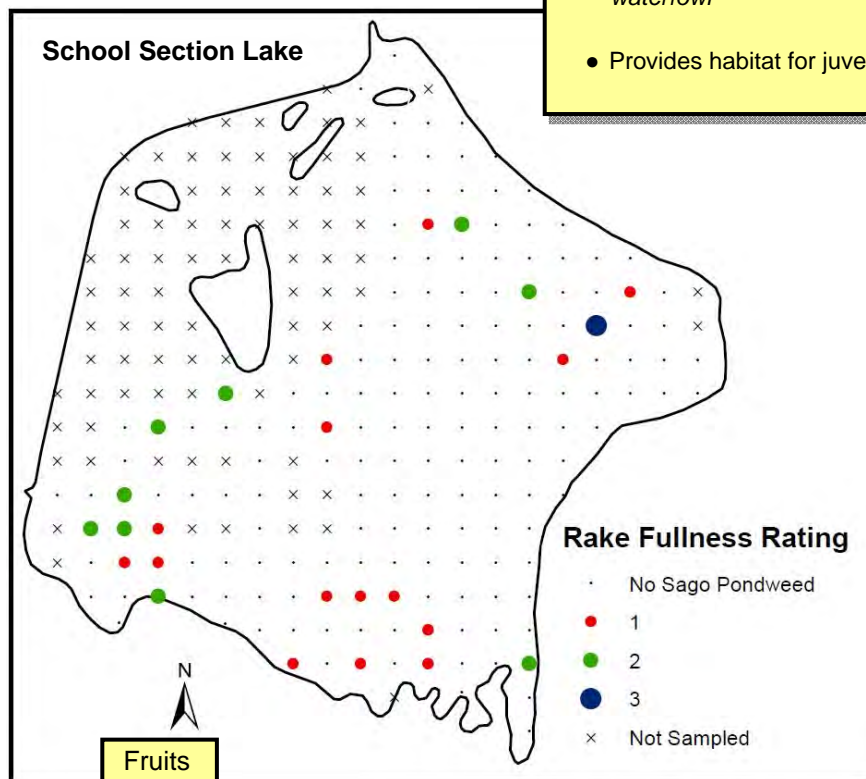 waterfowl
● Provides habitat for juve
School Section Lake
Rake Fullness Rating
No Sago Pondweed
1
2
3
Not Sampled
N
Fruits